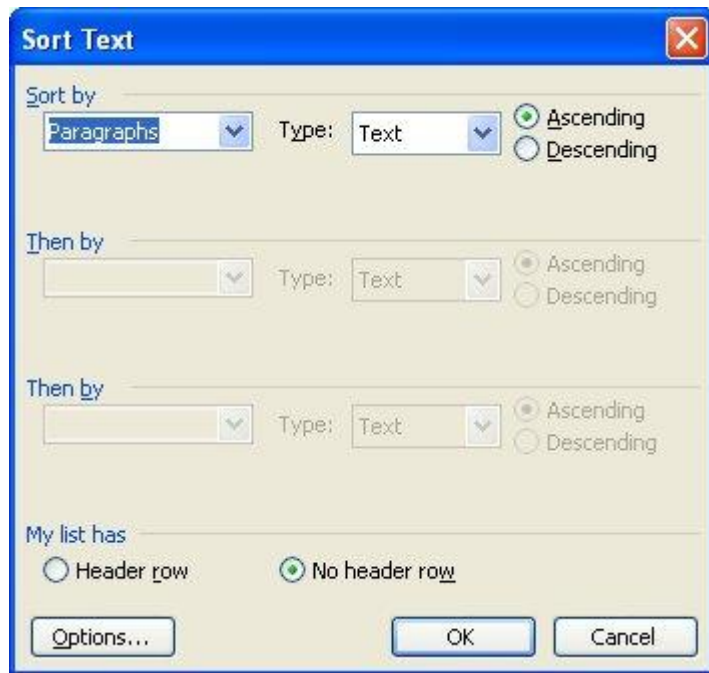 Sort Text
Sort by
Paragraphs Type: Text Ascending
Descending
Then by
Type: Text Ascending
Descending
Then by
Type: Text Ascending
Descending
My list has
Header row No header row
Options... OK Cancel